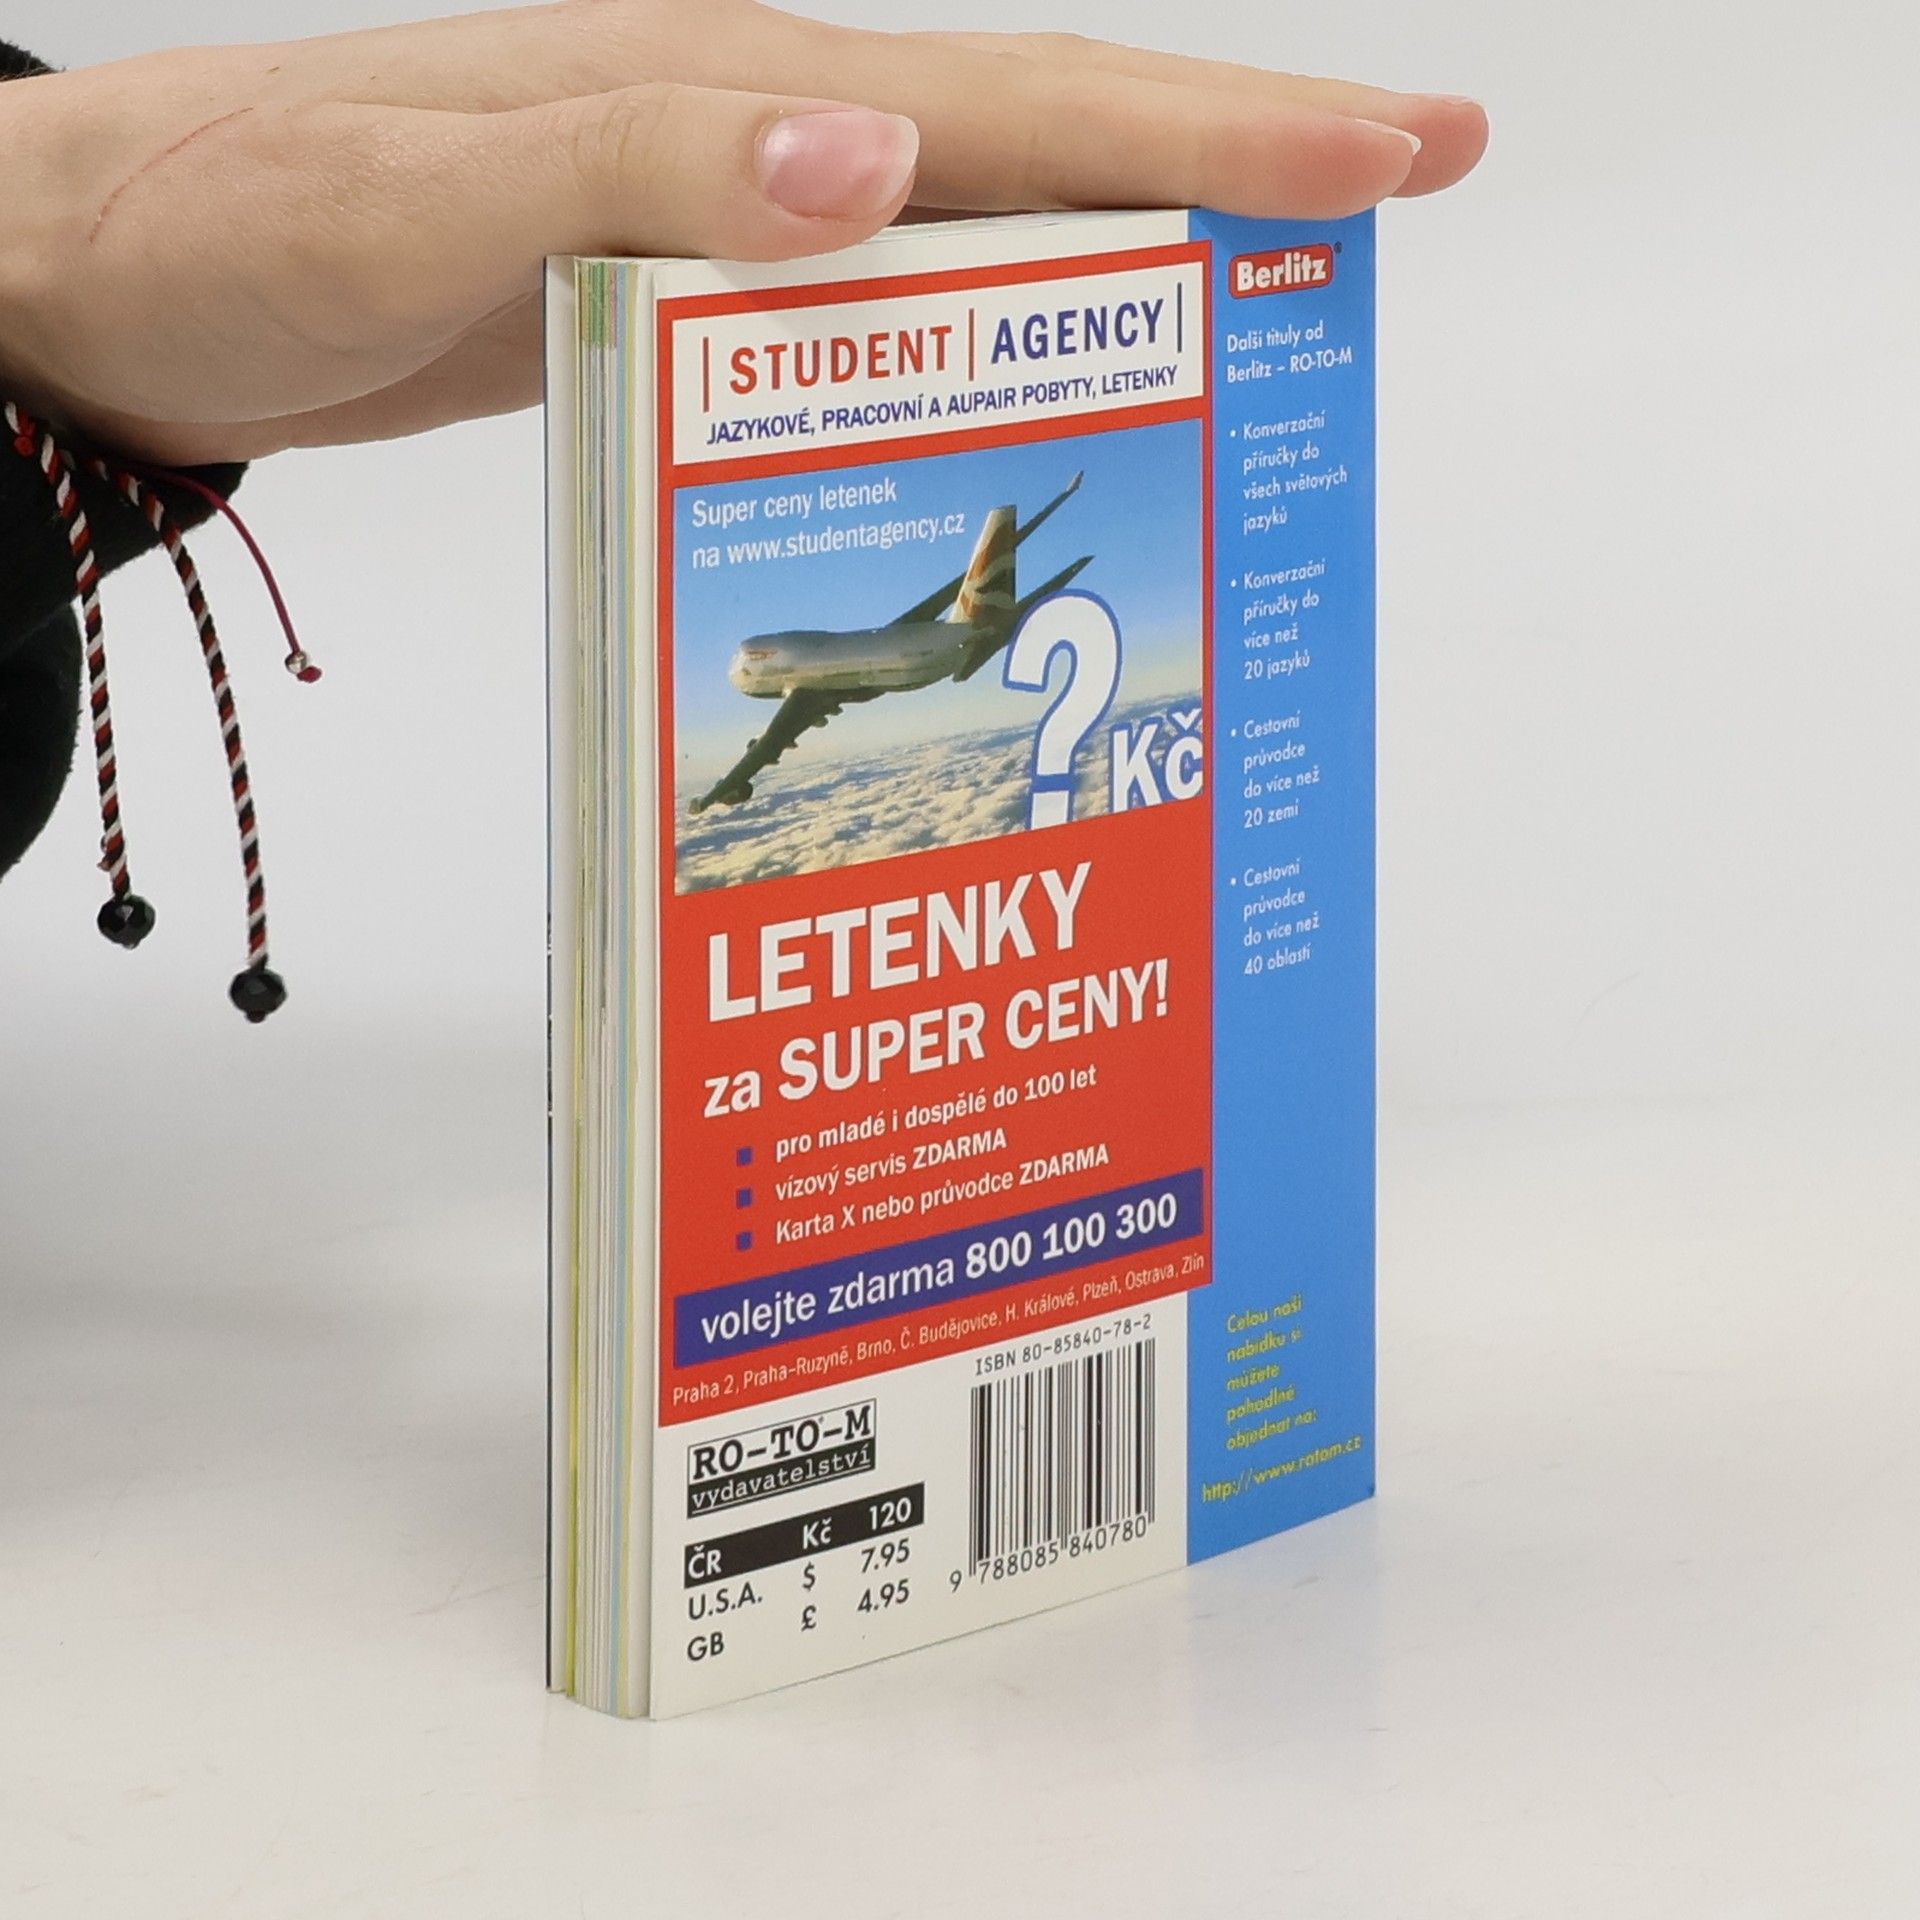 |STUDENT|AGENCY|
JAZYKOVÉ, PRACOVNÍ A AUPAIR POBYTY, LETENKY
Super ceny letenek
na www.studentagency.cz
? Kč
LETENKY
za SUPER CENY!
pro mladé i dospělé do 100 let
vízový servis ZDARMA
Karta X nebo průvodce ZDARMA
volejte zdarma 800 100 300
Praha 2, Praha-Ruzyně, Brno, Č. Budějovice, H. Králové, Plzeň, Ostrava, Zlín
RO-TO-M
vydavatelství
ČR Kč 120
U.S.A. $ 7.95
GB £ 4.95
ISBN 80-85840-78-2
9 788085 840780
Berlitz®
Další tituly od
Berlitz – RO-TO-M
• Konverzační
příručky do
všech světových
jazyků
• Konverzační
příručky do
více než
20 jazyků
• Cestovní
průvodce
do více než
20 zemí
• Cestovní
průvodce
do více než
40 oblastí
Celou naši
nabídku si
můžete
pohodlně
objednat na:
http://www.rotom.cz